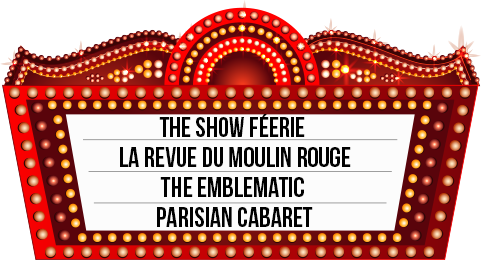 THE SHOW FÉERIE
LA REVUE DU MOULIN ROUGE
THE EMBLEMATIC
PARISIAN CABARET